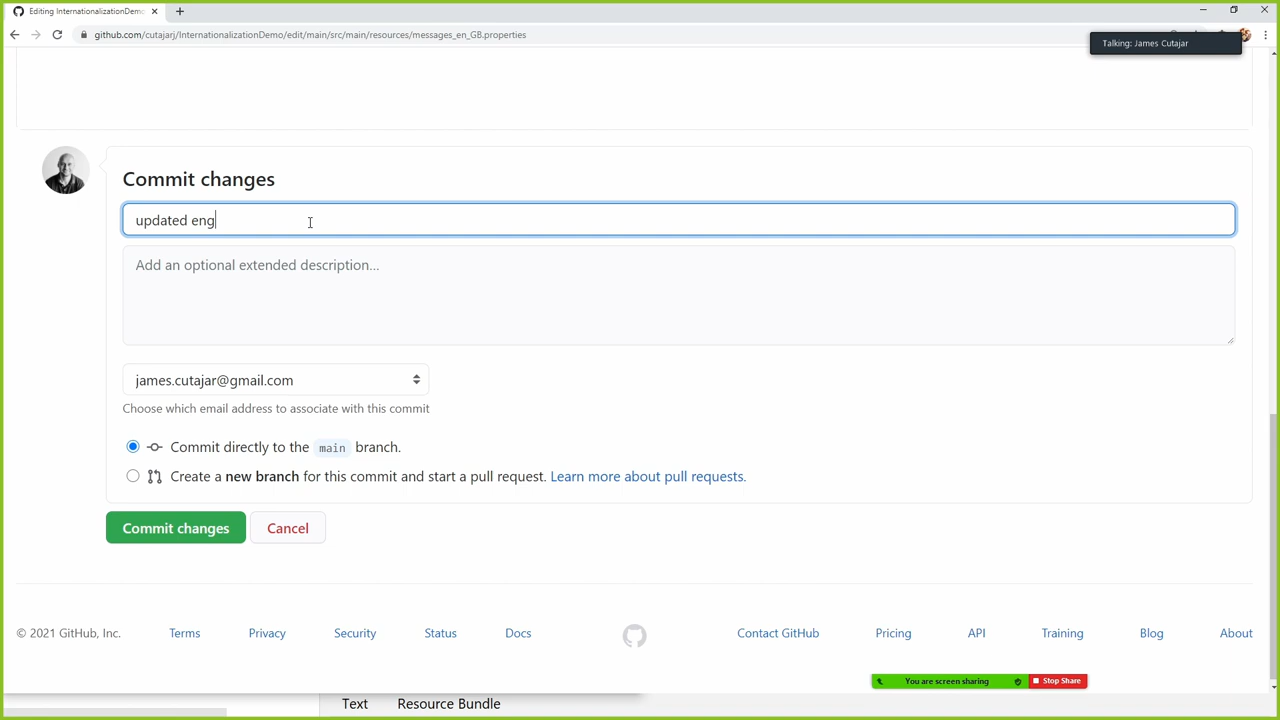 Editing InternationalizationDemo
github.com/cutajarj/InternationalizationDemo/edit/main/src/main/resources/messages_en_GB.properties
Talking: James Cutajar
Commit changes
updated eng
Add an optional extended description...
james.cutajar@gmail.com
Choose which email address to associate with this commit
Commit directly to the main branch.
Create a new branch for this commit and start a pull request. Learn more about pull requests.
Commit changes
Cancel
© 2021 GitHub, Inc.
Terms
Privacy
Security
Status
Docs
Contact GitHub
Pricing
API
Training
Blog
About
You are screen sharing
Stop Share
Text
Resource Bundle